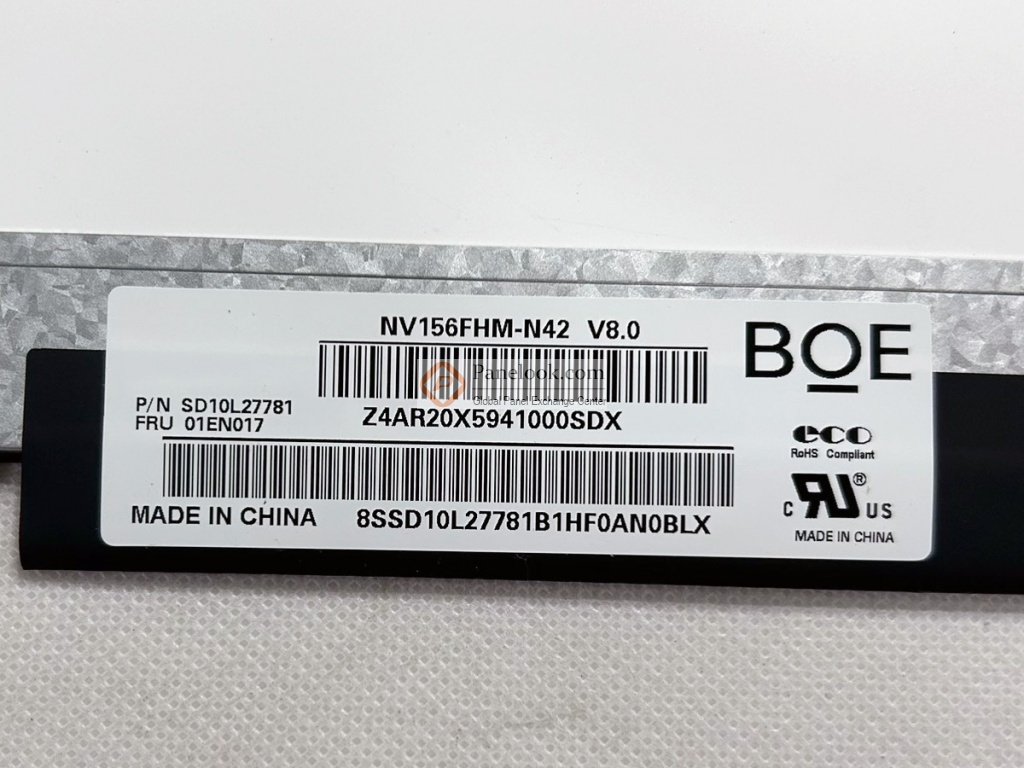 NV156FHM-N42 V8.0
BOE
Panelook.com
Global Panel Exchange Center
P/N SD10L27781
FRU 01EN017
Z4AR20X5941000SDX
eco
RoHS Compliant
c RU ® US
MADE IN CHINA
8SSD10L27781B1HF0AN0BLX
MADE IN CHINA